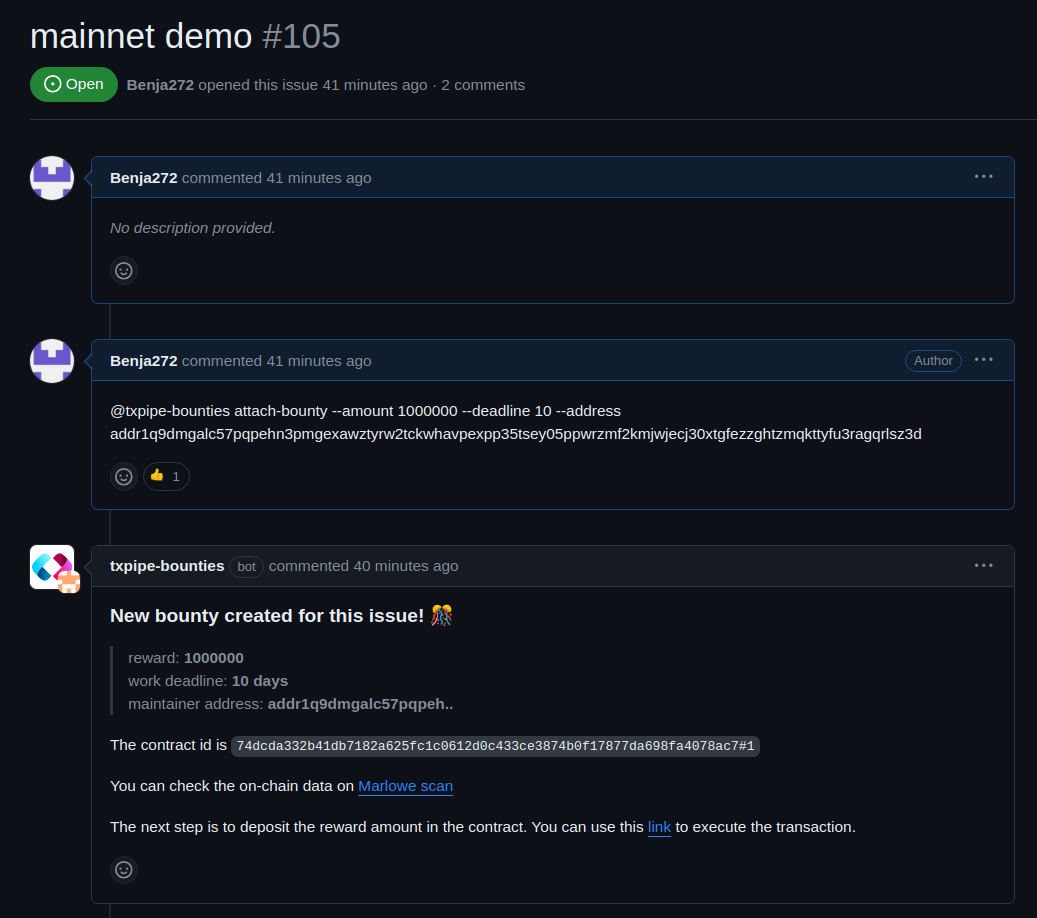 mainnet demo #105
Open Benja272 opened this issue 41 minutes ago · 2 comments
Benja272 commented 41 minutes ago
No description provided.
Benja272 commented 41 minutes ago Author
@txpipe-bounties attach-bounty --amount 1000000 --deadline 10 --address
addr1q9dmgalc57pqpehn3pmgexawztyrw2tckwhavpexpp35tsey05ppwrzmf2kmjwjecj30xtgfezzghtzmqkttyfu3ragqrlsz3d
1
txpipe-bounties bot commented 40 minutes ago
New bounty created for this issue! 🎊
reward: 1000000
work deadline: 10 days
maintainer address: addr1q9dmgalc57pqpeh..
The contract id is 74dcda332b41db7182a625fc1c0612d0c433ce3874b0f17877da698fa4078ac7#1
You can check the on-chain data on Marlowe scan
The next step is to deposit the reward amount in the contract. You can use this link to execute the transaction.